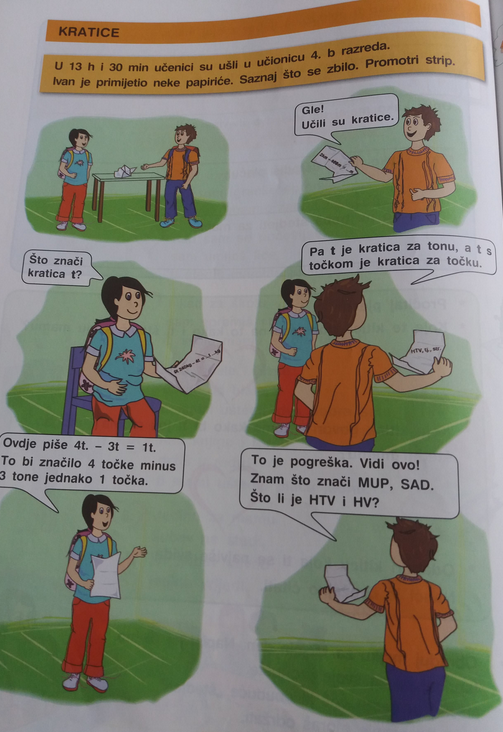 KRATICE
U 13 h i 30 min učenici su ušli u učionicu 4. b razreda.
Ivan je primijetio neke papiriće. Saznaj što se zbilo. Promotri strip.
Gle!
Učili su kratice.
Što znači
kratica t?
Pa t je kratica za tonu, a t s
točkom je kratica za točku.
HTV,
Ovdje piše 4t. – 3t = 1t.
To bi značilo 4 točke minus
3 tone jednako 1 točka.
To je pogreška. Vidi ovo!
Znam što znači MUP, SAD.
Što li je HTV i HV?